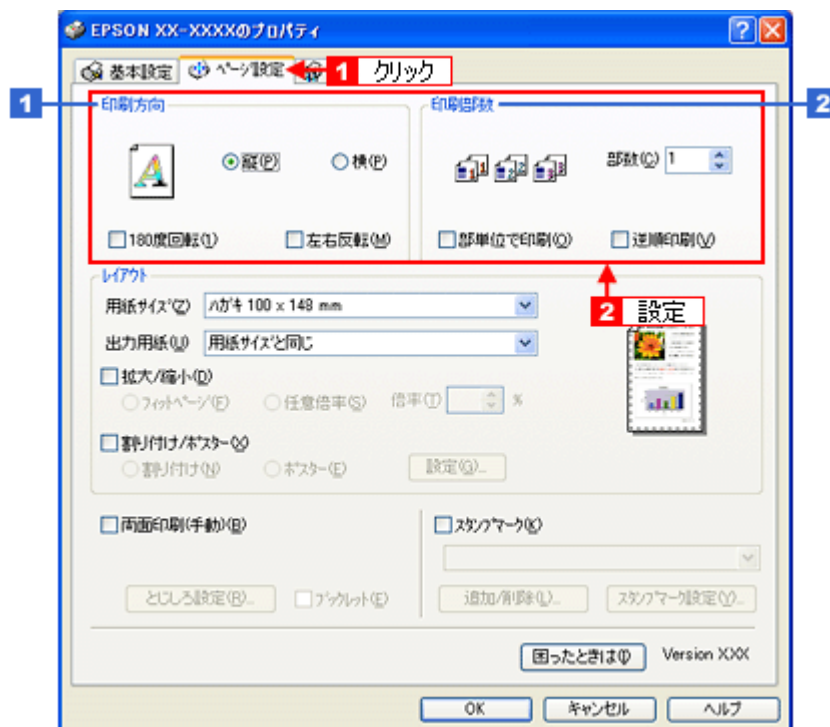 EPSON XX-XXXXのプロパティ
基本設定 ページ設定 1 クリック
1 印刷方向 印刷部数 2
縦(P) 横(P) 部数(C) 1
180度回転(1) 左右反転(M) 部単位で印刷(O) 逆順印刷(V)
レイアウト
2 設定
用紙サイズ(Z) ハガキ 100 x 148 mm
出力用紙(U) 用紙サイズと同じ
拡大/縮小(D)
フィットページ(F) 任意倍率(S) 倍率(T) %
割り付け/ポスター(X)
割り付け(N) ポスター(E) 設定(G)...
両面印刷(手動)(B) スタンプマーク(K)
とじしろ設定(R)... ブックレット(E) 追加/削除(L)... スタンプマーク設定(Y)...
困ったときは(I) Version XXX
OK キャンセル ヘルプ